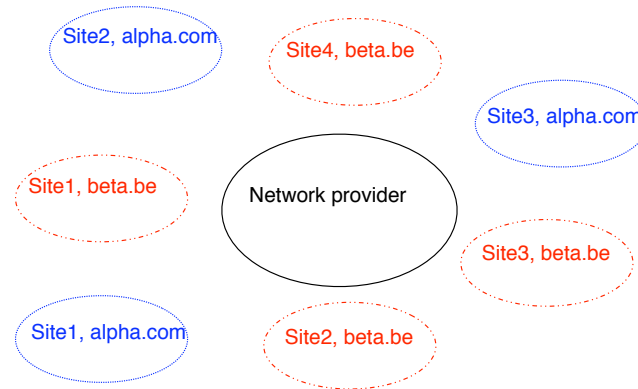 Site2, alpha.com
Site4, beta.be
Site3, alpha.com
Site1, beta.be
Network provider
Site3, beta.be
Site1, alpha.com
Site2, beta.be